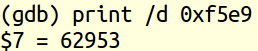 (gdb) print /d 0xf5e9
$7 = 62953